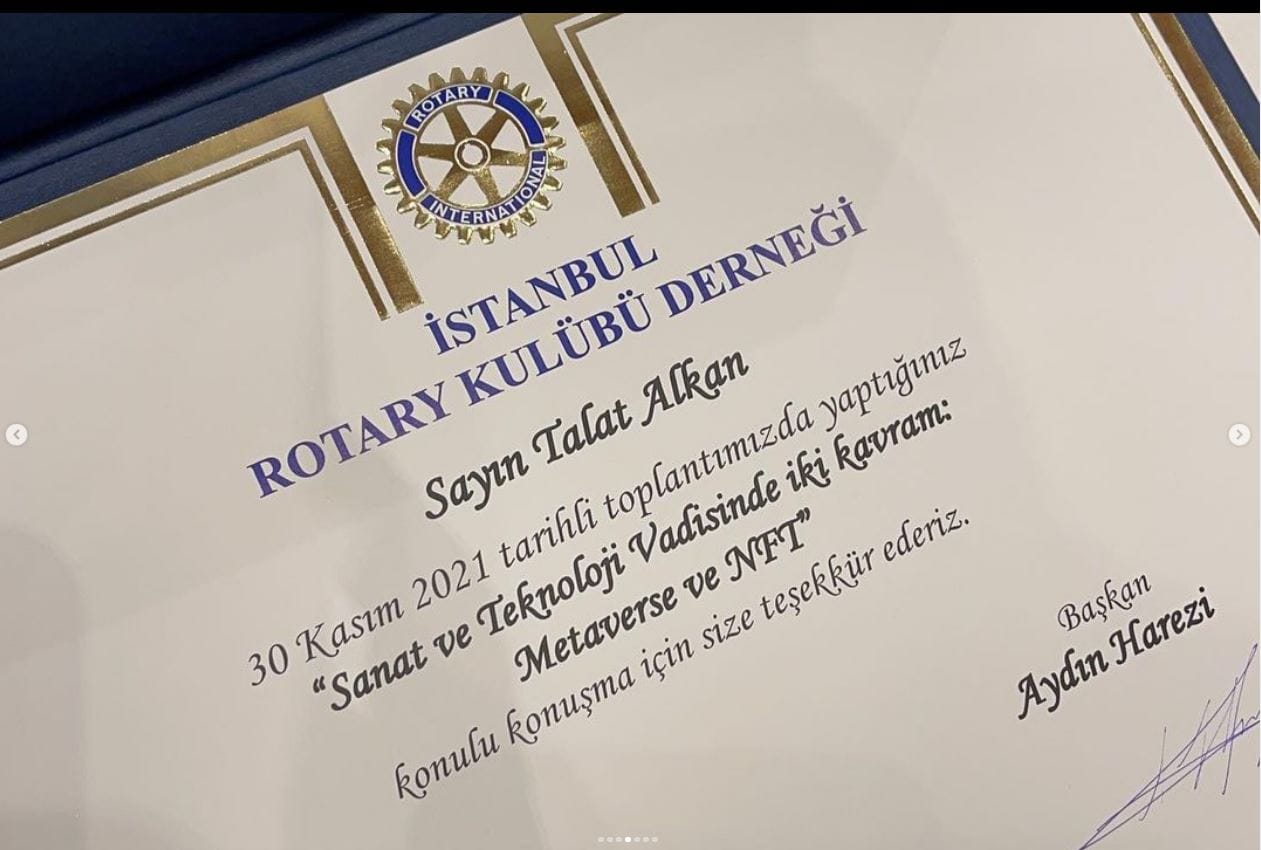 ROTARY
INTERNATIONAL
İSTANBUL
ROTARY KULÜBÜ DERNEĞİ
Sayın Talat Alkan
30 Kasım 2021 tarihli toplantımızda yaptığınız
“Sanat ve Teknoloji Vadisinde iki kavram:
Metaverse ve NFT”
konulu konuşma için size teşekkür ederiz.
Başkan
Aydın Harezi